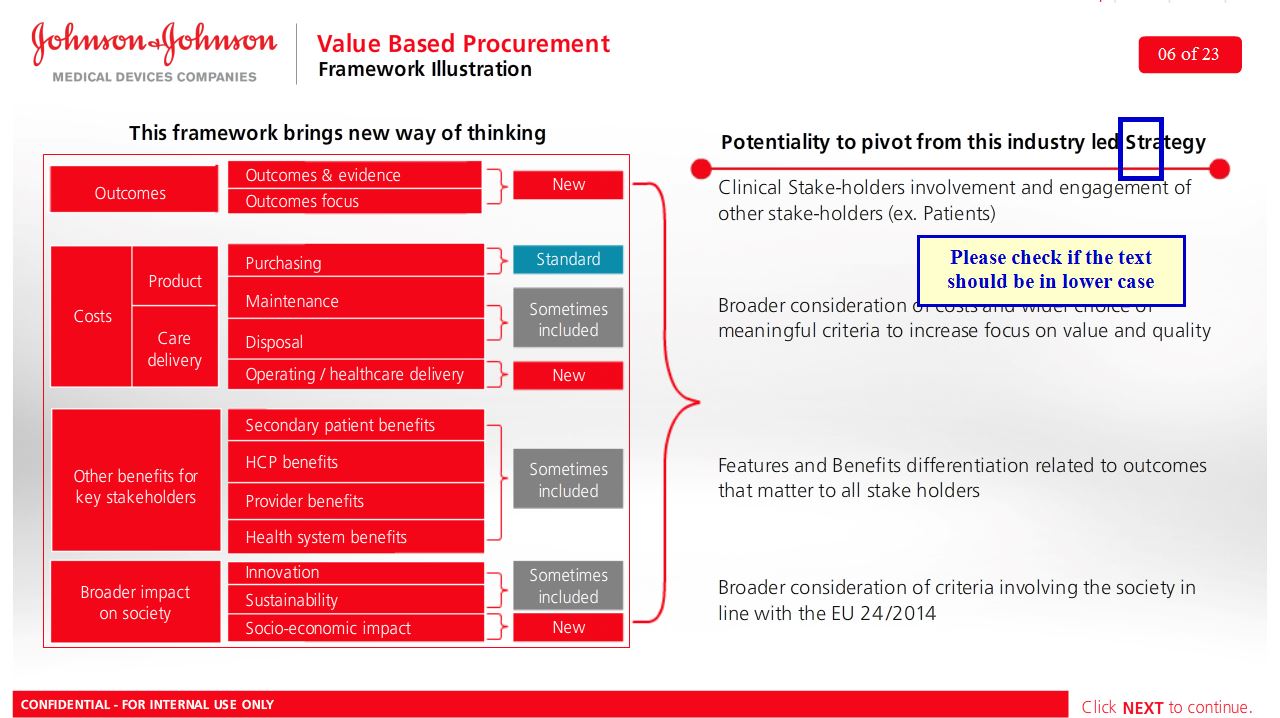 Johnson & Johnson
MEDICAL DEVICES COMPANIES
Value Based Procurement
Framework Illustration
06 of 23
This framework brings new way of thinking
Outcomes
Outcomes & evidence
Outcomes focus
New
Costs
Product
Care
delivery
Purchasing
Maintenance
Disposal
Operating / healthcare delivery
Standard
Sometimes
included
New
Other benefits for
key stakeholders
Secondary patient benefits
HCP benefits
Provider benefits
Health system benefits
Sometimes
included
Broader impact
on society
Innovation
Sustainability
Socio-economic impact
Sometimes
included
New
Potentiality to pivot from this industry led Strategy
Clinical Stake-holders involvement and engagement of
other stake-holders (ex. Patients)
Please check if the text
should be in lower case
Broader consideration of costs and wider choice of
meaningful criteria to increase focus on value and quality
Features and Benefits differentiation related to outcomes
that matter to all stake holders
Broader consideration of criteria involving the society in
line with the EU 24/2014
CONFIDENTIAL - FOR INTERNAL USE ONLY
Click NEXT to continue.